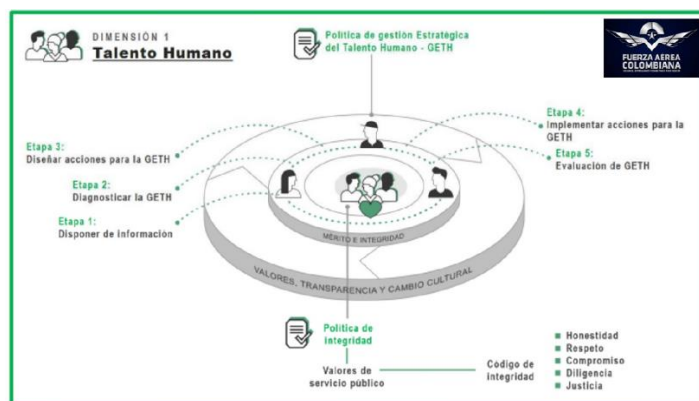 DIMENSIÓN 1
Talento Humano
Política de gestión Estratégica
del Talento Humano - GETH
FUERZA AEREA
COLOMBIANA
Etapa 4:
Implementar acciones para la
GETH
Etapa 3:
Diseñar acciones para la GETH
Etapa 5:
Evaluación de GETH
Etapa 2:
Diagnosticar la GETH
Etapa 1:
Disponer de información
MÉRITO E INTEGRIDAD
VALORES, TRANSPARENCIA Y CAMBIO CULTURAL
Política de
integridad
Valores de
servicio público
Código de
integridad
Honestidad
Respeto
Compromiso
Diligencia
Justicia